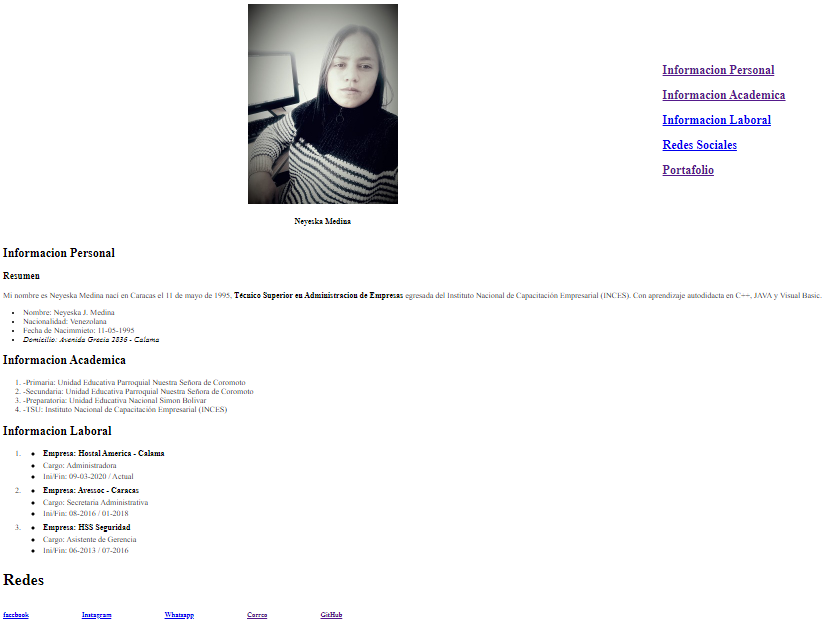 Informacion Personal
Informacion Academica
Informacion Laboral
Redes Sociales
Portafolio
Neyeska Medina
Informacion Personal
Resumen
Mi nombre es Neyeska Medina naci en Caracas el 11 de mayo de 1995, Técnico Superior en Administracion de Empresas egresada del Instituto Nacional de Capacitación Empresarial (INCES). Con aprendizaje autodidacta en C++, JAVA y Visual Basic.
• Nombre: Neyeska J. Medina
• Nacionalidad: Venezolana
• Fecha de Nacimmieto: 11-05-1995
• Domicilio: Avenida Grecia 2836 - Calama
Informacion Academica
1. -Primaria: Unidad Educativa Parroquial Nuestra Señora de Coromoto
2. -Secundaria: Unidad Educativa Parroquial Nuestra Señora de Coromoto
3. -Preparatoria: Unidad Educativa Nacional Simon Bolivar
4. -TSU: Instituto Nacional de Capacitación Empresarial (INCES)
Informacion Laboral
1. • Empresa: Hostal America - Calama
• Cargo: Administradora
• Ini/Fin: 09-03-2020 / Actual
2. • Empresa: Avessoc - Caracas
• Cargo: Secretaria Administrativa
• Ini/Fin: 08-2016 / 01-2018
3. • Empresa: HSS Seguridad
• Cargo: Asistente de Gerencia
• Ini/Fin: 06-2013 / 07-2016
Redes
facebook Instagram Whatsapp Correo GitHub